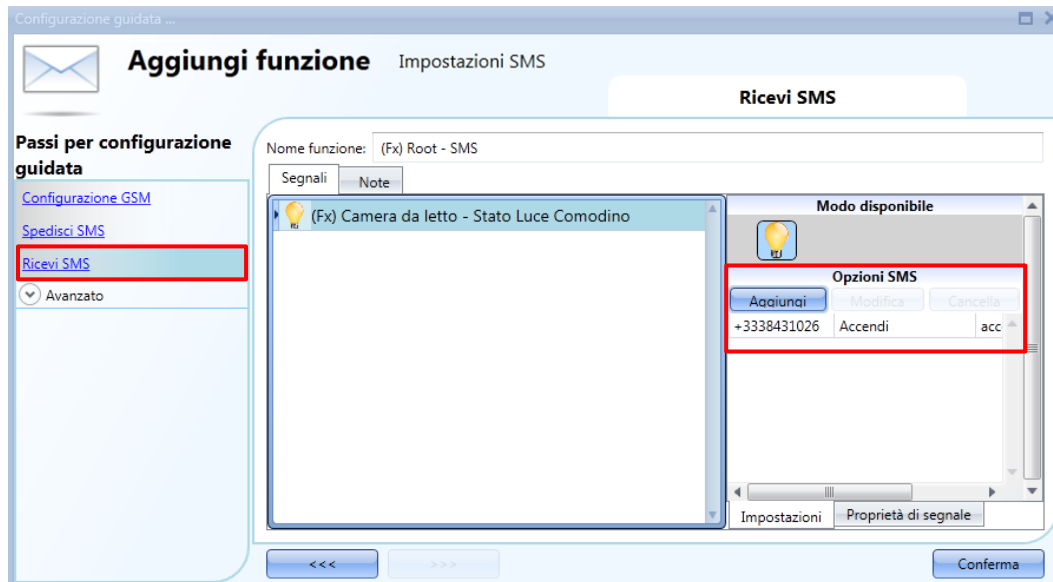 Configurazione guidata ...
Aggiungi funzione Impostazioni SMS
Ricevi SMS
Passi per configurazione
guidata
Configurazione GSM
Spedisci SMS
Ricevi SMS
Avanzato
Nome funzione: (Fx) Root - SMS
Segnali Note
(Fx) Camera da letto - Stato Luce Comodino
Modo disponibile
Opzioni SMS
Aggiungi Modifica Cancella
+3338431026 Accendi acc
Impostazioni Proprietà di segnale
<<< >>> Conferma